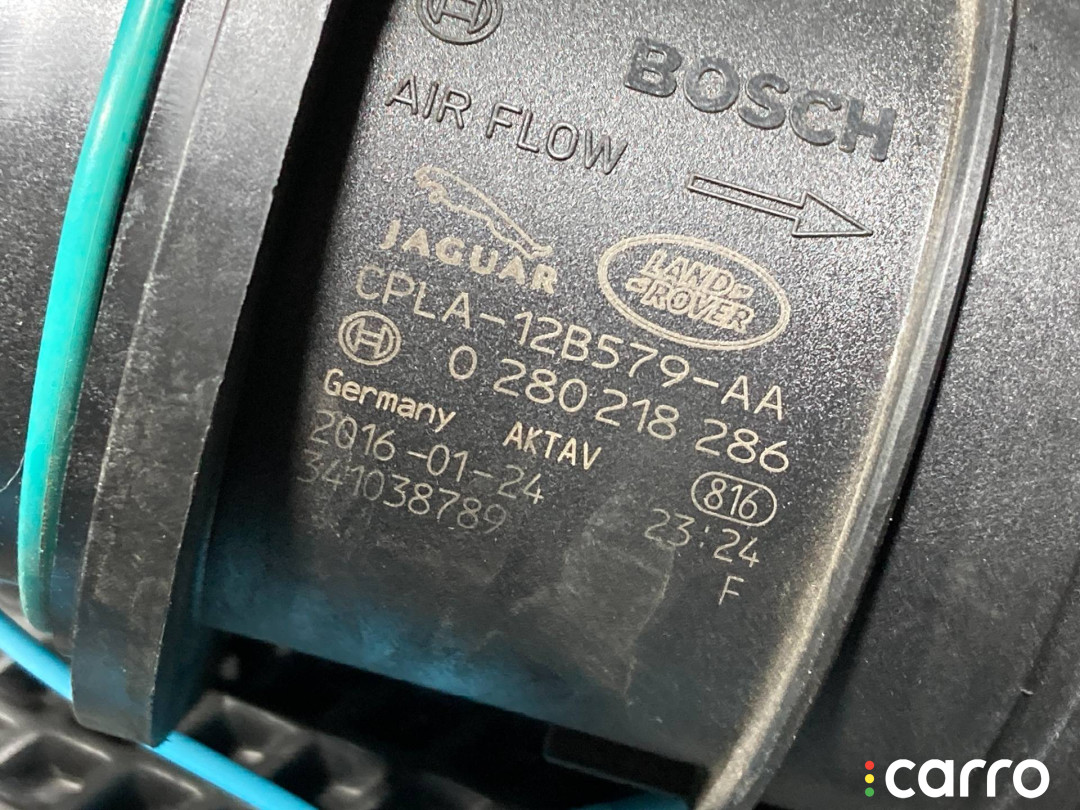 BOSCH
AIR FLOW
JAGUAR
LAND ROVER
CPLA-12B579-AA
0 280 218 286
Germany AKTAV 816
2016-01-24 23:24
341038789 F
carro